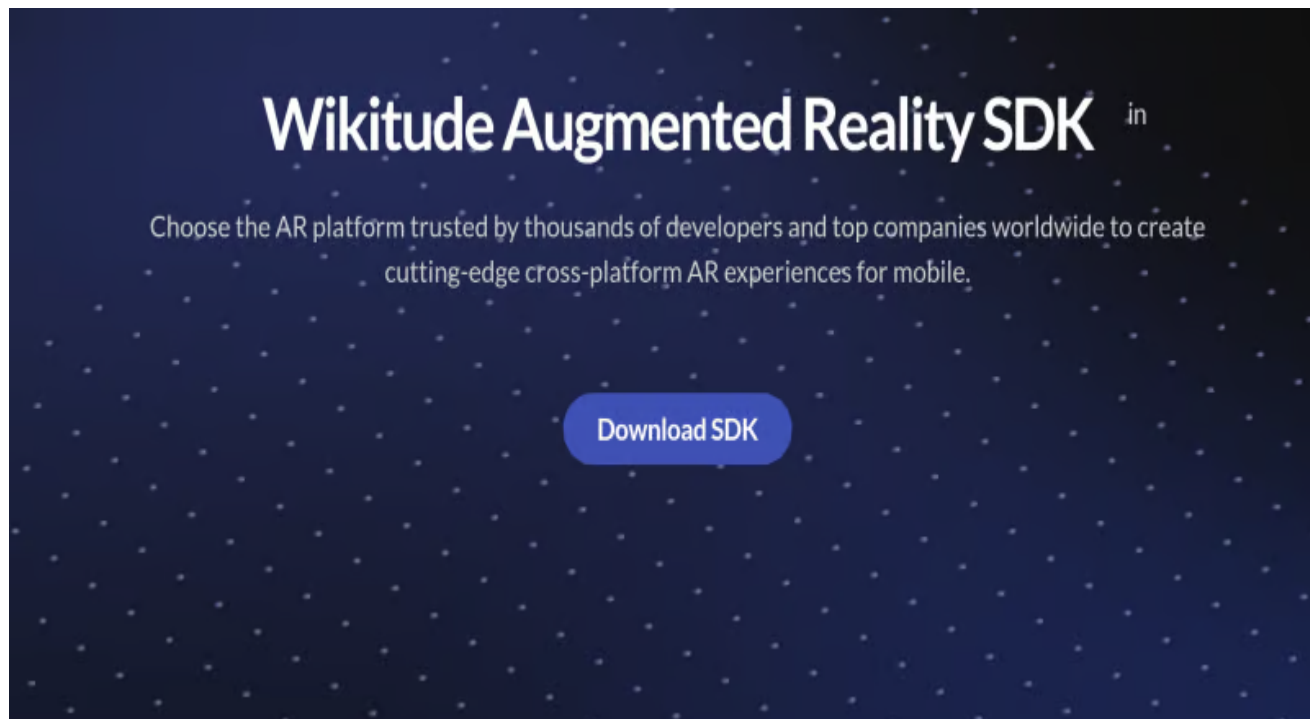 Wikitude Augmented Reality SDK in
Choose the AR platform trusted by thousands of developers and top companies worldwide to create
cutting-edge cross-platform AR experiences for mobile.
Download SDK